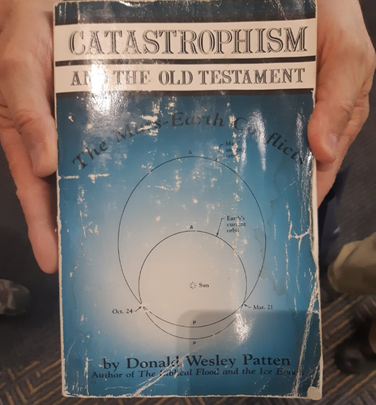 CATASTROPHISM
AND THE OLD TESTAMENT
The Mars-Earth Conflicts
A
A
Earth's
current
orbit
Sun
Oct. 24
Mar. 21
P
P
by Donald Wesley Patten
Author of The Biblical Flood and the Ice Epoch